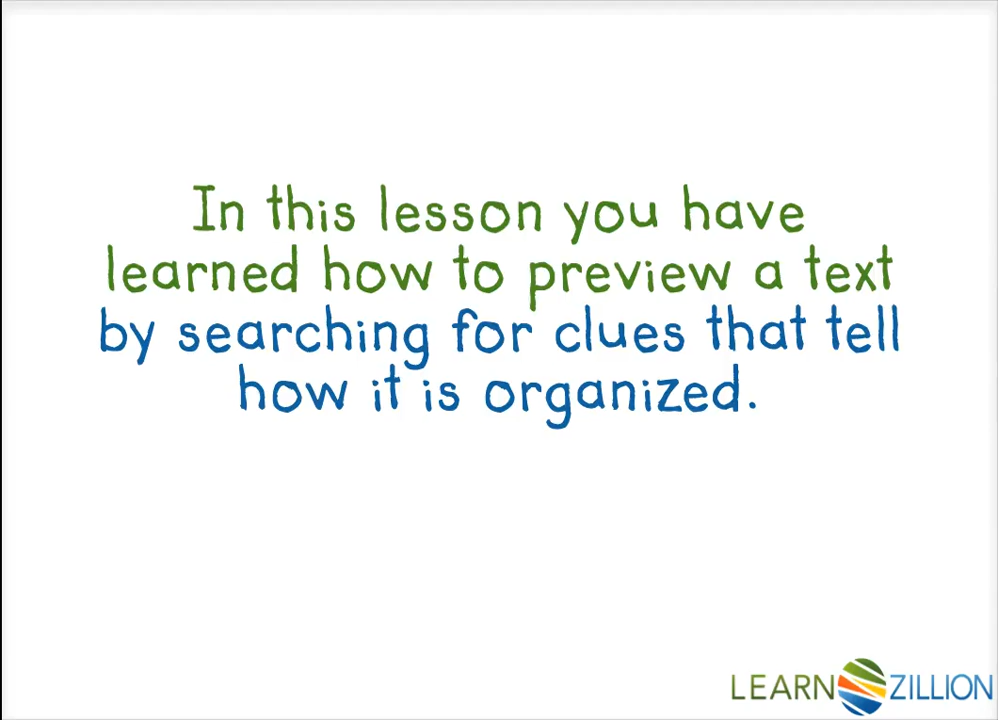 In this lesson you have
learned how to preview a text
by searching for clues that tell
how it is organized.
LEARN ZILLION